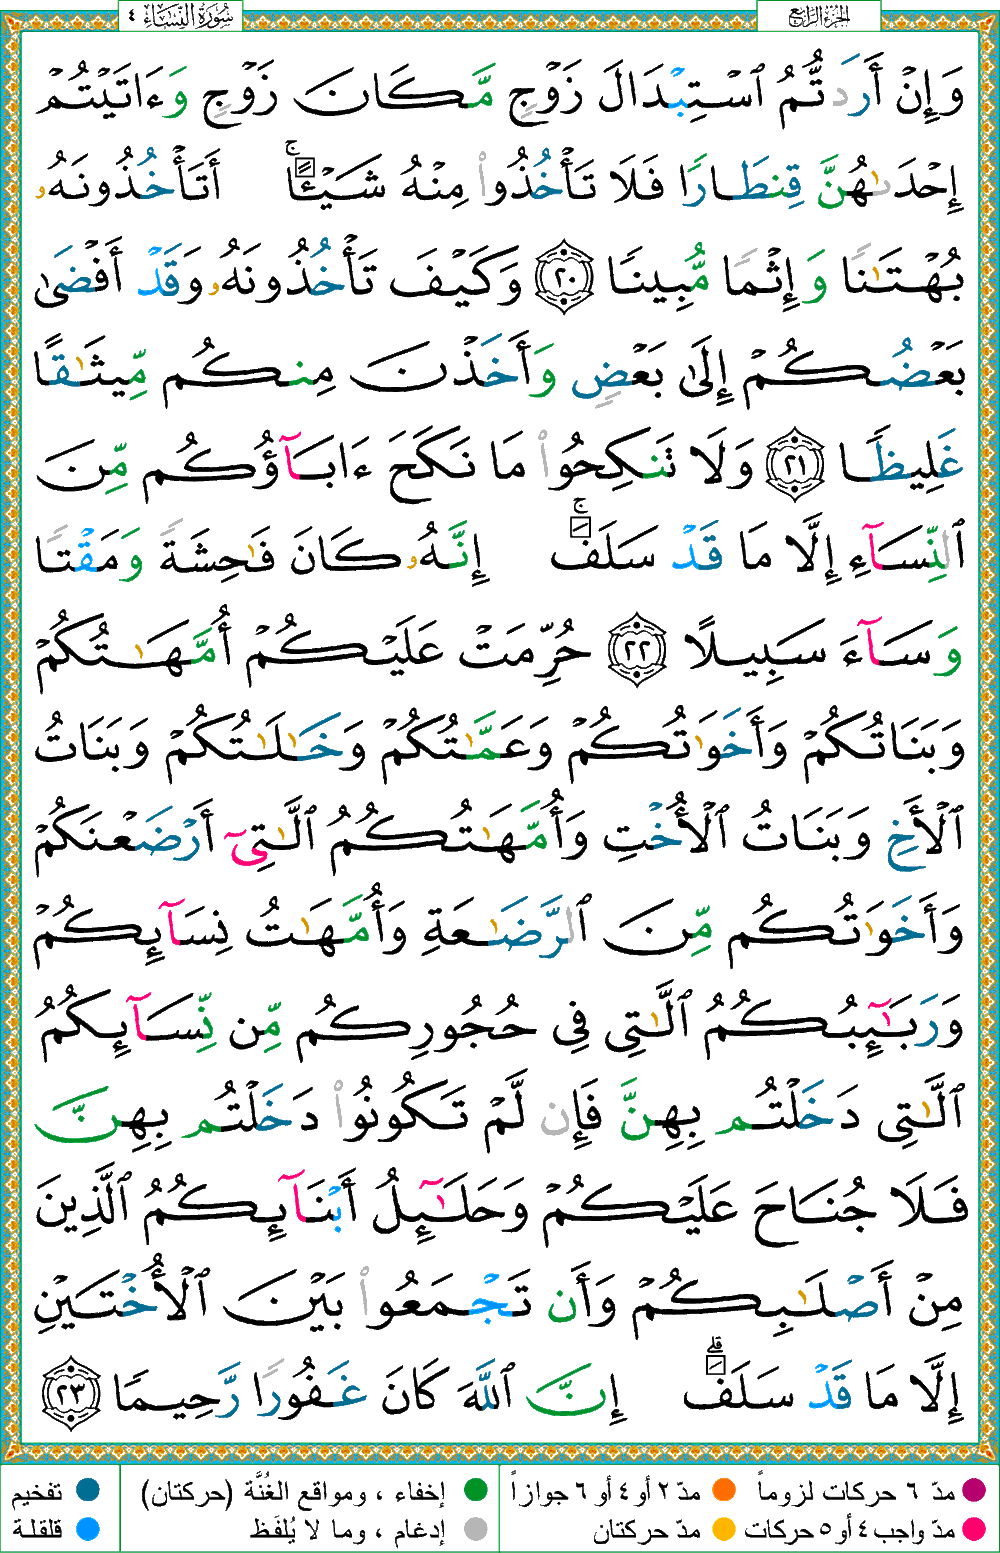 الجزء الرابع
سورة النساء ٤
وَإِنْ أَرَدتُّمُ ٱسْتِبْدَالَ زَوْجٍ مَّكَانَ زَوْجٍ وَءَاتَيْتُمْ
إِحْدَىٰهُنَّ قِنطَارًا فَلَا تَأْخُذُوا۟ مِنْهُ شَيْـًٔا ۚ أَتَأْخُذُونَهُۥ
بُهْتَـٰنًا وَإِثْمًا مُّبِينًا ٢٠ وَكَيْفَ تَأْخُذُونَهُۥ وَقَدْ أَفْضَىٰ
بَعْضُكُمْ إِلَىٰ بَعْضٍ وَأَخَذْنَ مِنكُم مِّيثَـٰقًا
غَلِيظًا ٢١ وَلَا تَنكِحُوا۟ مَا نَكَحَ ءَابَآؤُكُم مِّنَ
ٱلنِّسَآءِ إِلَّا مَا قَدْ سَلَفَ ۚ إِنَّهُۥ كَانَ فَـٰحِشَةً وَمَقْتًا
وَسَآءَ سَبِيلًا ٢٢ حُرِّمَتْ عَلَيْكُمْ أُمَّهَـٰتُكُمْ
وَبَنَاتُكُمْ وَأَخَوَٰتُكُمْ وَعَمَّـٰتُكُمْ وَخَـٰلَـٰتُكُمْ وَبَنَاتُ
ٱلْأَخِ وَبَنَاتُ ٱلْأُخْتِ وَأُمَّهَـٰتُكُمُ ٱلَّـٰتِىٓ أَرْضَعْنَكُمْ
وَأَخَوَٰتُكُم مِّنَ ٱلرَّضَـٰعَةِ وَأُمَّهَـٰتُ نِسَآئِكُمْ
وَرَبَـٰٓئِبُكُمُ ٱلَّـٰتِى فِى حُجُورِكُم مِّن نِّسَآئِكُمُ
ٱلَّـٰتِى دَخَلْتُم بِهِنَّ فَإِن لَّمْ تَكُونُوا۟ دَخَلْتُم بِهِنَّ
فَلَا جُنَاحَ عَلَيْكُمْ وَحَلَـٰٓئِلُ أَبْنَآئِكُمُ ٱلَّذِينَ
مِنْ أَصْلَـٰبِكُمْ وَأَن تَجْمَعُوا۟ بَيْنَ ٱلْأُخْتَيْنِ
إِلَّا مَا قَدْ سَلَفَ ۗ إِنَّ ٱللَّهَ كَانَ غَفُورًا رَّحِيمًا ٢٣
مدّ ٦ حركات لزوماً مدّ ٢ أو ٤ أو ٦ جوازاً إخفاء ، ومواقع الغُنَّة (حركتان) تفخيم
مدّ واجب ٤ أو ٥ حركات مدّ حركتان إدغام ، وما لا يُلفَظ قلقلة